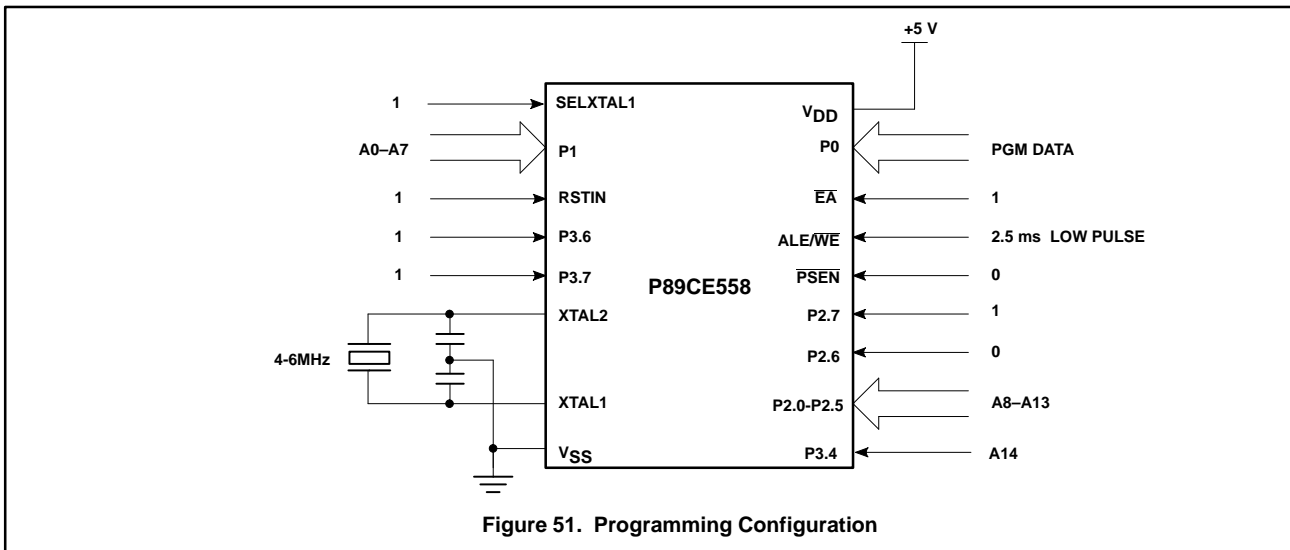 +5 V
1
SELXTAL1
VDD
A0–A7
P1
P0
PGM DATA
1
RSTIN
EA
1
1
P3.6
ALE/WE
2.5 ms LOW PULSE
1
P3.7
PSEN
0
P89CE558
XTAL2
P2.7
1
4-6MHz
P2.6
0
XTAL1
P2.0-P2.5
A8–A13
VSS
P3.4
A14
Figure 51. Programming Configuration